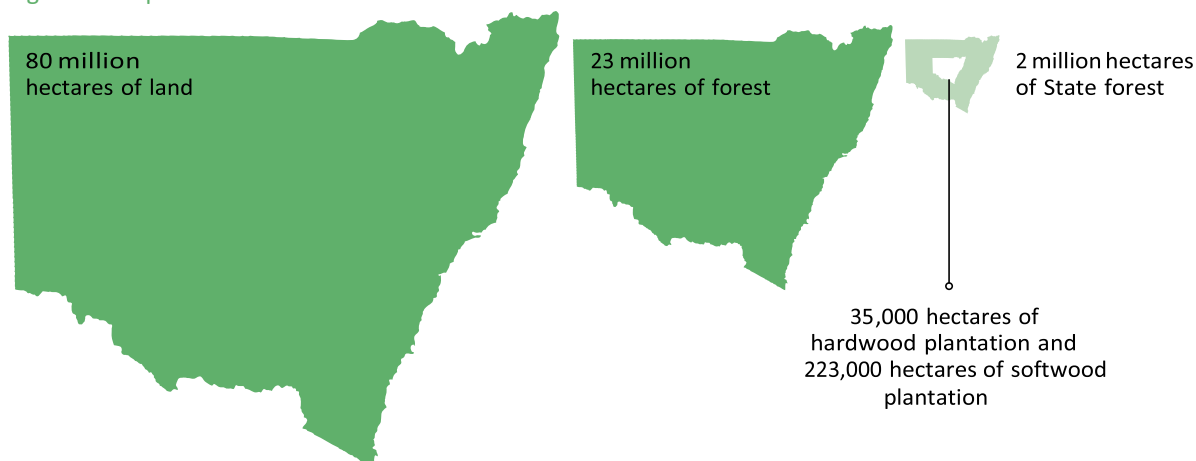 80 million
hectares of land
23 million
hectares of forest
2 million hectares
of State forest
35,000 hectares of
hardwood plantation and
223,000 hectares of softwood
plantation